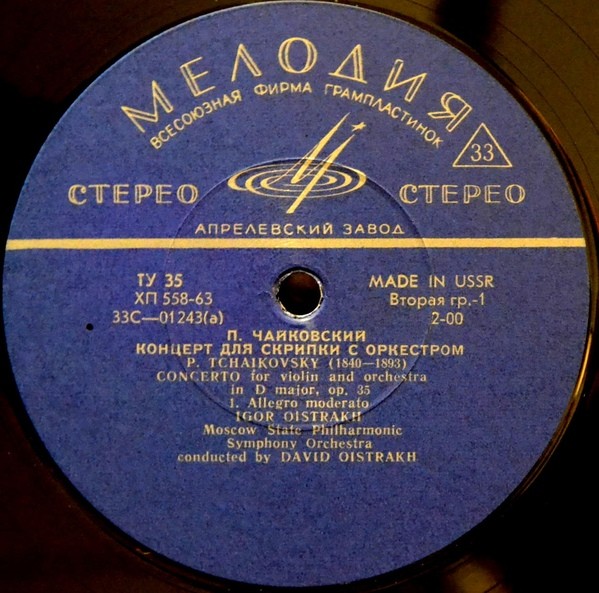 МЕЛОДИЯ
ВСЕСОЮЗНАЯ ФИРМА ГРАМПЛАСТИНОК
33
СТЕРЕО СТЕРЕО
АПРЕЛЕВСКИЙ ЗАВОД
ТУ 35 MADE IN USSR
ХП 558-63 Вторая гр.-1
33С—01243(а) 2-00
П. ЧАЙКОВСКИЙ
КОНЦЕРТ ДЛЯ СКРИПКИ С ОРКЕСТРОМ
P. TCHAIKOVSKY (1840—1893)
CONCERTO for violin and orchestra
in D major, op. 35
1. Allegro moderato
IGOR OISTRAKH
Moscow State Philharmonic
Symphony Orchestra
conducted by DAVID OISTRAKH